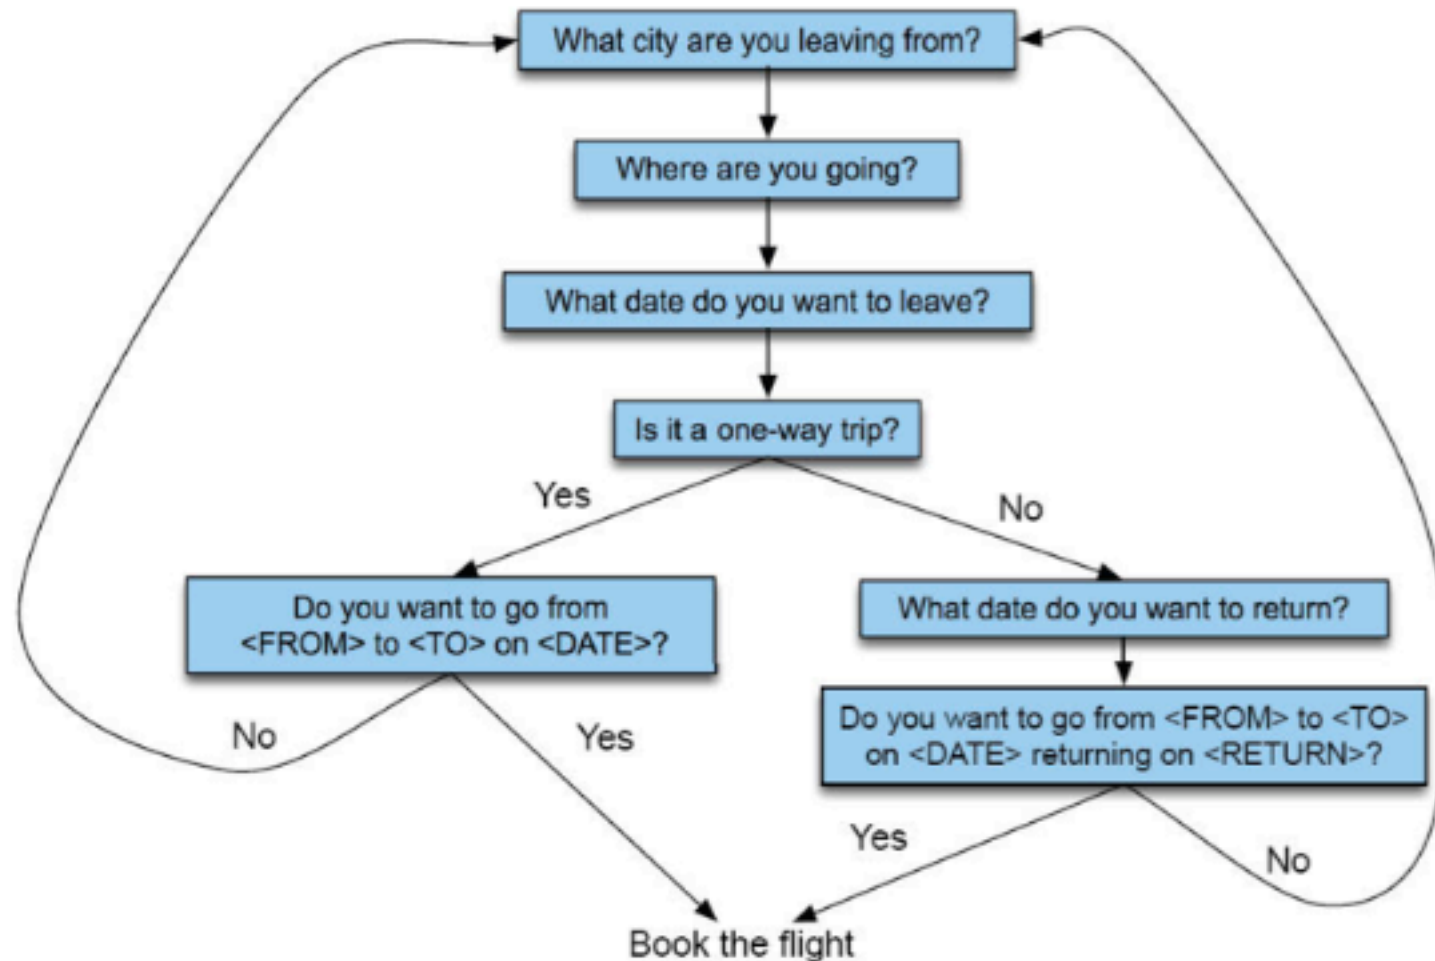 What city are you leaving from?
Where are you going?
What date do you want to leave?
Is it a one-way trip?
Yes
No
Do you want to go from
<FROM> to <TO> on <DATE>?
What date do you want to return?
Do you want to go from <FROM> to <TO>
on <DATE> returning on <RETURN>?
No
Yes
Yes
No
Book the flight